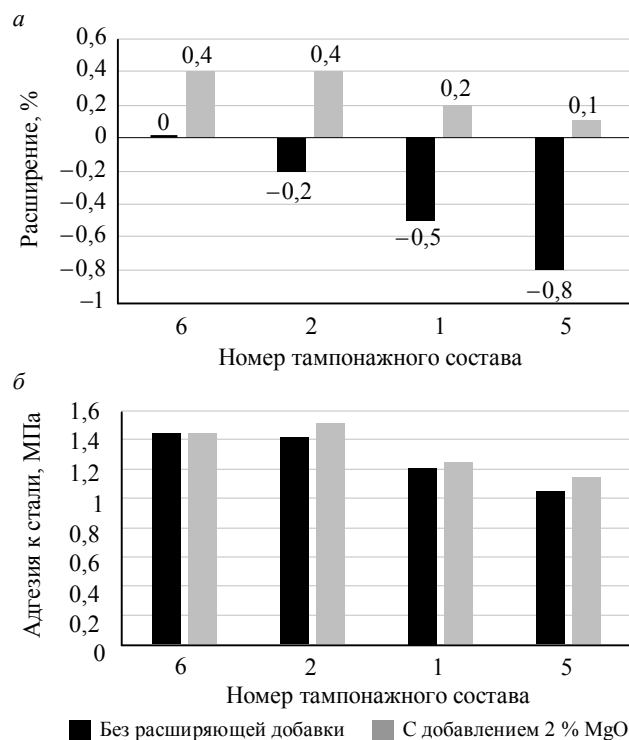 а
Расширение, %
0,6
0,4
0,2
0
−0,2
−0,4
−0,6
−0,8
−1
0
0,4
−0,2
0,4
−0,5
0,2
−0,8
0,1
6 2 1 5
Номер тампонажного состава
б
Адгезия к стали, МПа
1,6
1,4
1,2
1
0,8
0,6
0,4
0,2
0
6 2 1 5
Номер тампонажного состава
Без расширяющей добавки С добавлением 2 % MgO